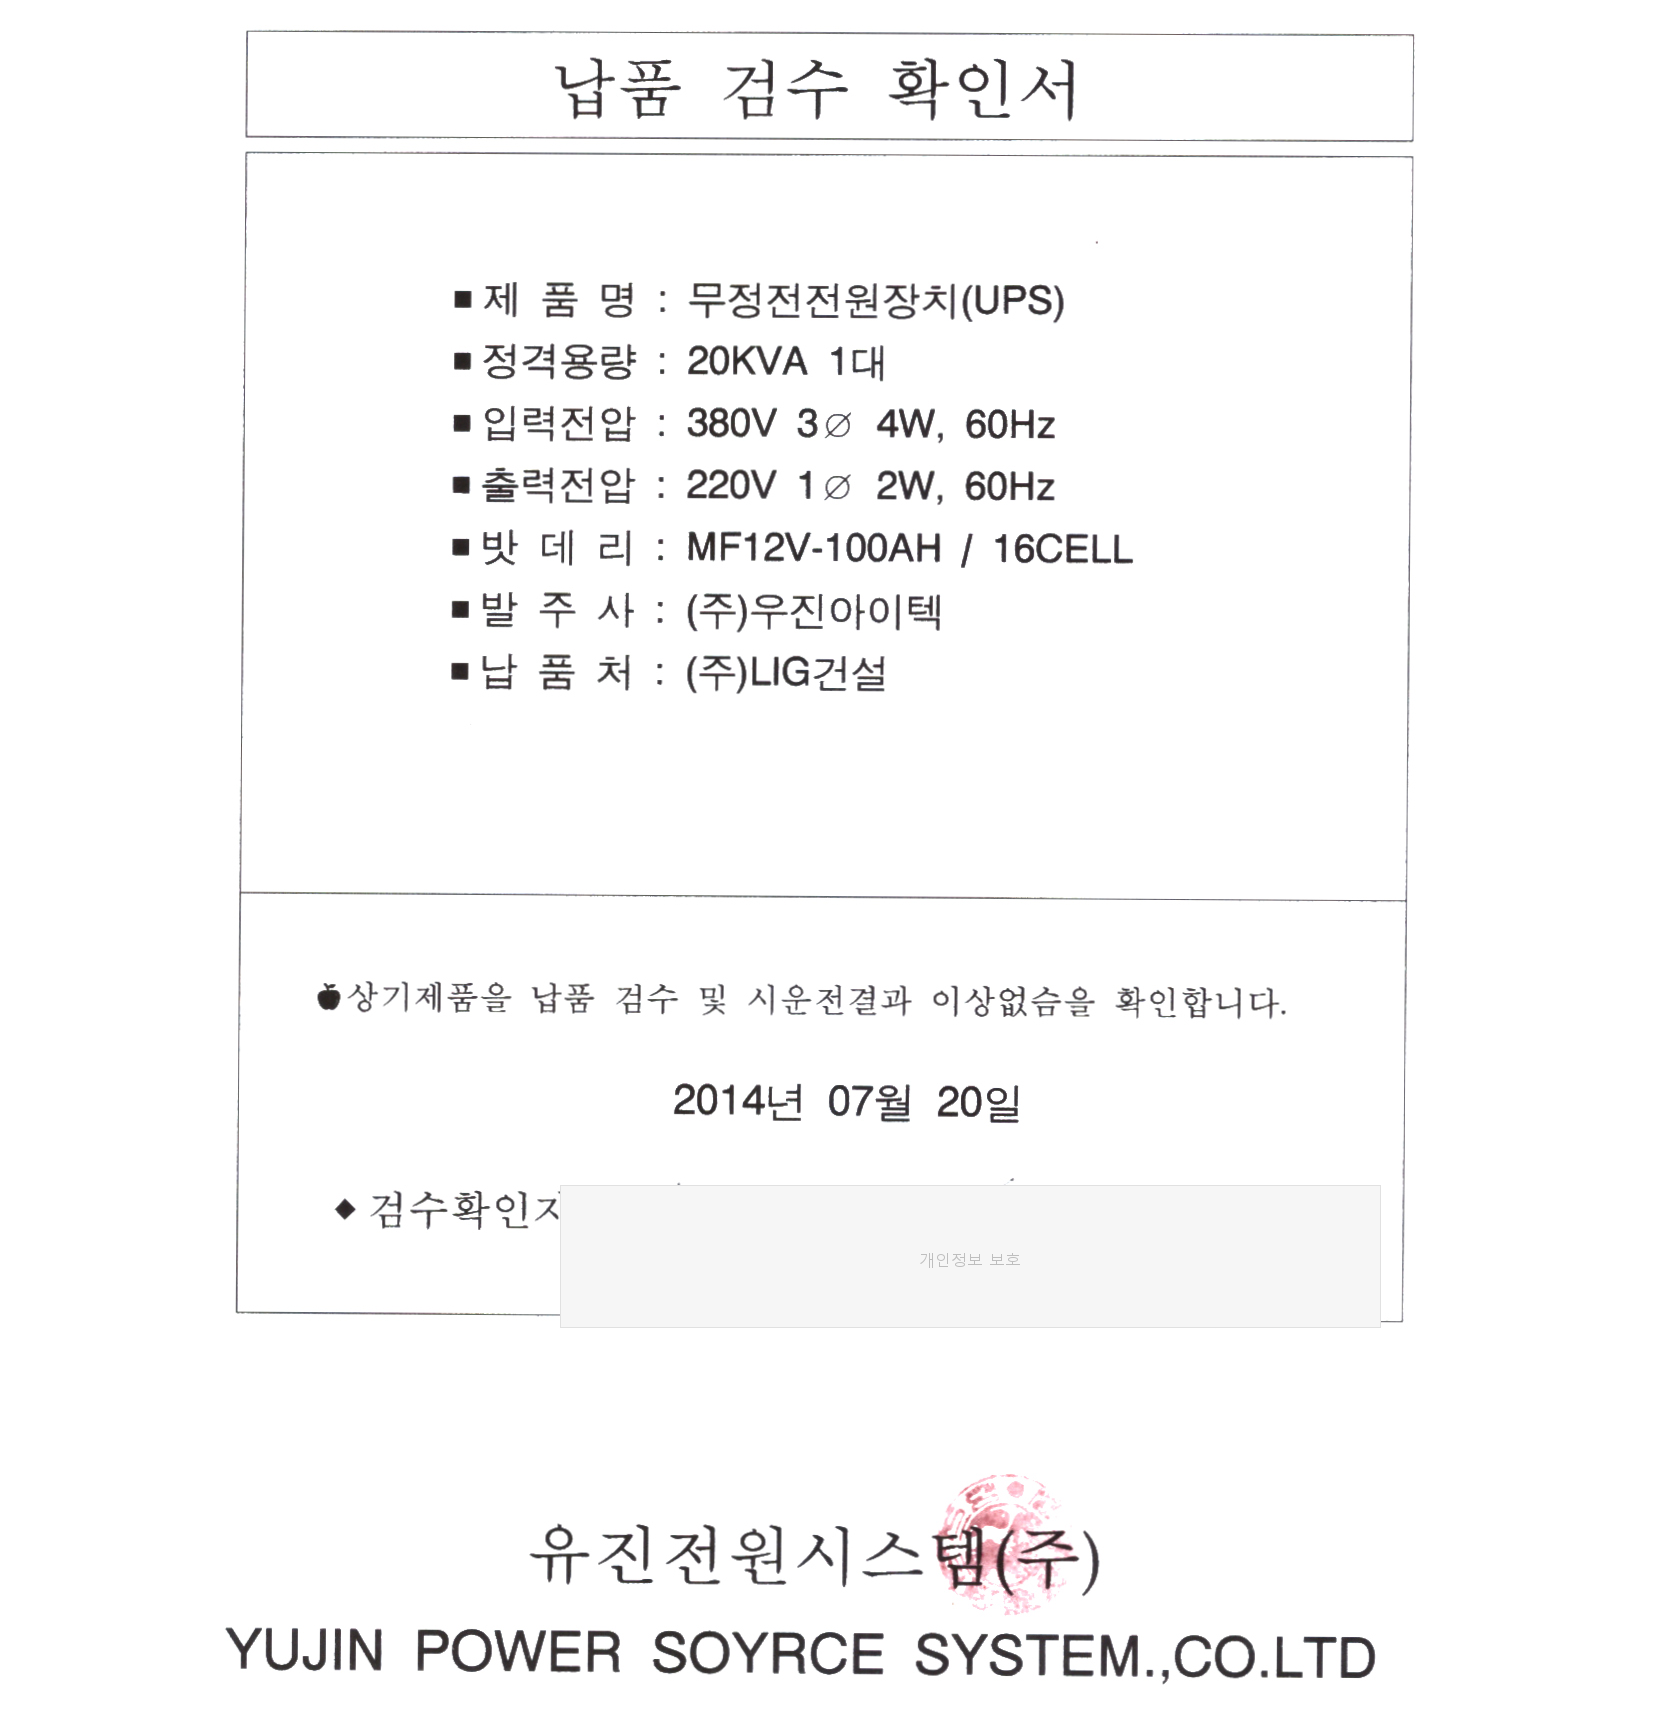 납품 검수 확인서
■ 제 품 명 : 무정전전원장치(UPS)
■ 정격용량 : 20KVA 1대
■ 입력전압 : 380V 3∅ 4W, 60Hz
■ 출력전압 : 220V 1∅ 2W, 60Hz
■ 밧 데 리 : MF12V-100AH / 16CELL
■ 발 주 사 : (주)우진아이텍
■ 납 품 처 : (주)LIG건설
상기제품을 납품 검수 및 시운전결과 이상없슴을 확인합니다.
2014년 07월 20일
◆ 검수확인자
개인정보 보호
유진전원시스템(주)
YUJIN POWER SOYRCE SYSTEM.,CO.LTD